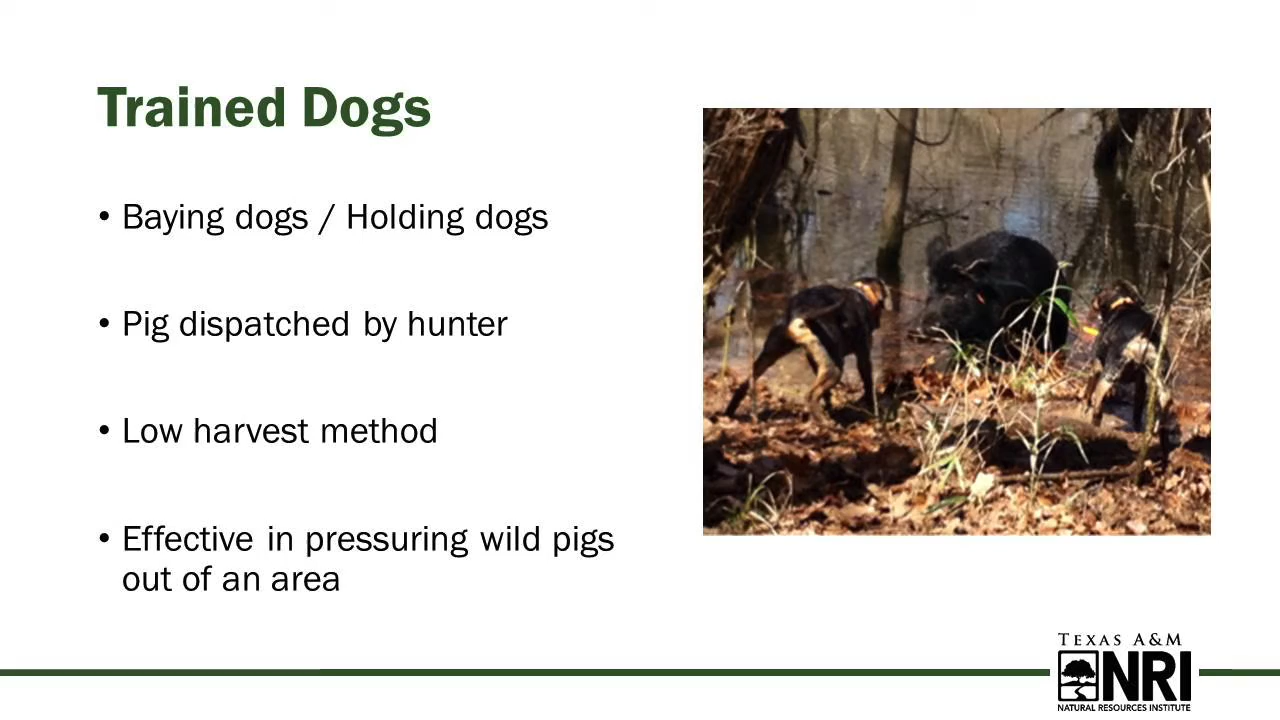 Trained Dogs
• Baying dogs / Holding dogs
• Pig dispatched by hunter
• Low harvest method
• Effective in pressuring wild pigs
out of an area
TEXAS A&M
NRI
NATURAL RESOURCES INSTITUTE